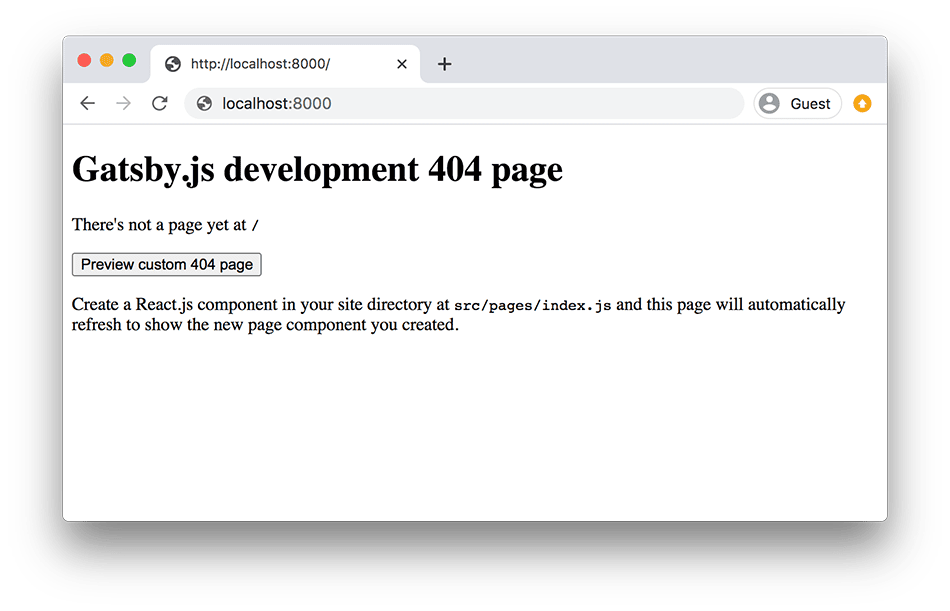 http://localhost:8000/
localhost:8000
Guest
Gatsby.js development 404 page
There's not a page yet at /
Preview custom 404 page
Create a React.js component in your site directory at src/pages/index.js and this page will automatically
refresh to show the new page component you created.